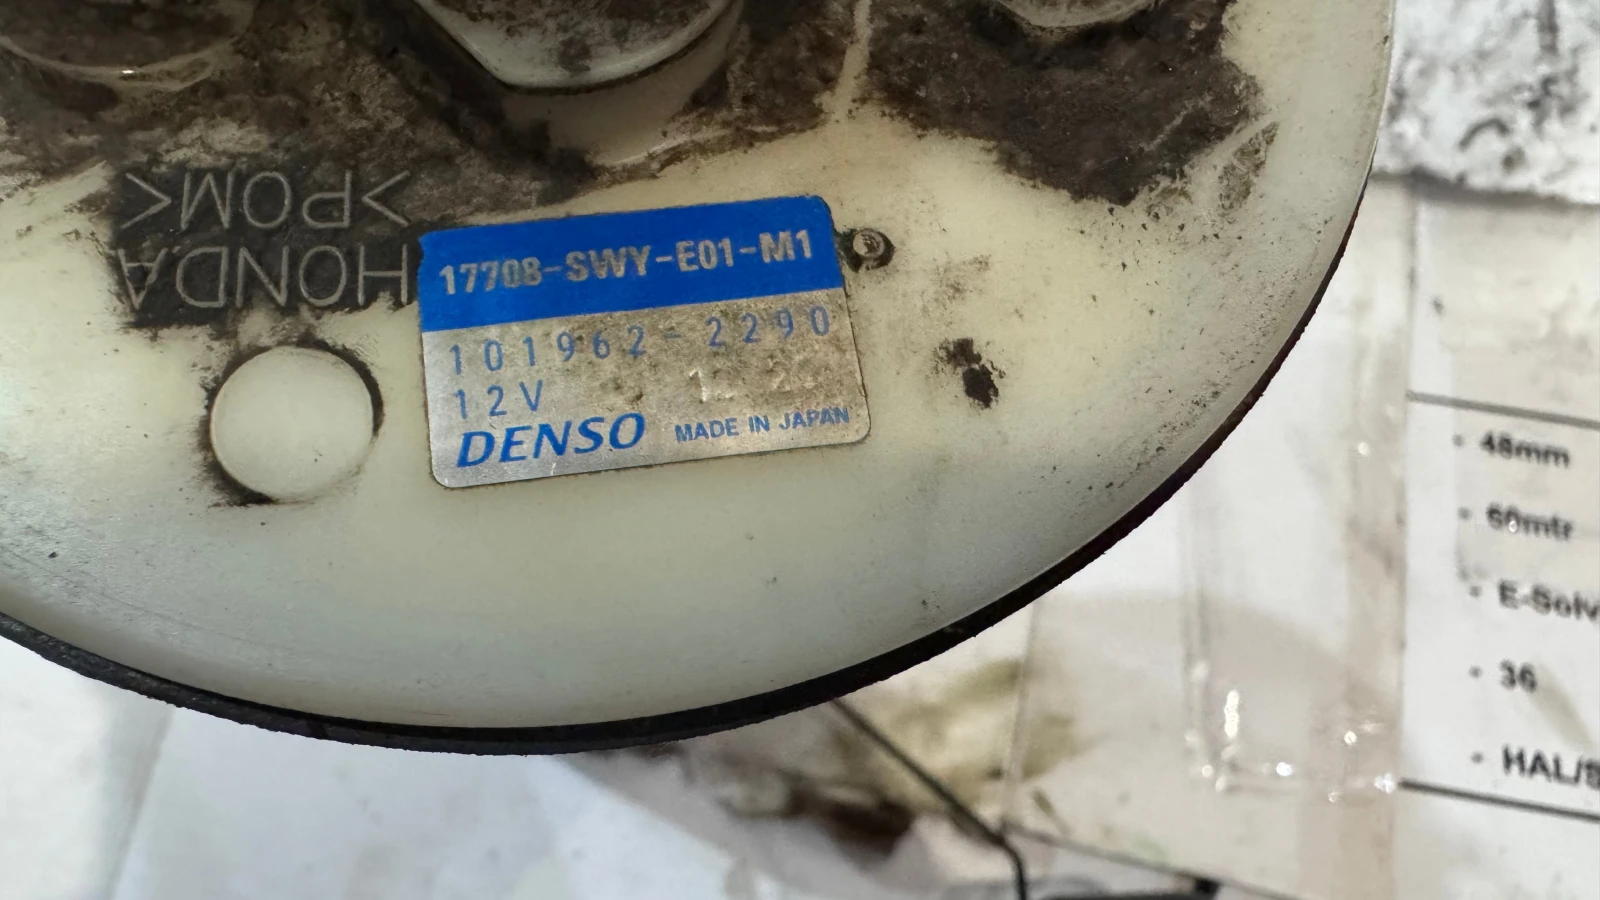 >POM<
HONDA
17708-SWY-E01-M1
101962-2290
12V
DENSO MADE IN JAPAN
• 48mm
• 60mtr
• E-Solv
• 36
• HAL/S